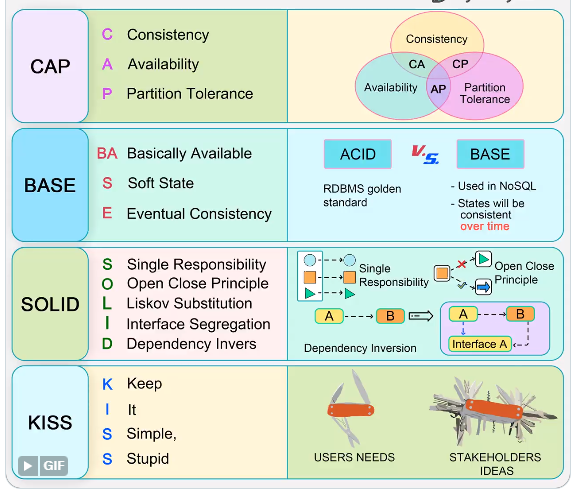 CAP
C Consistency
A Availability
P Partition Tolerance
Consistency
CA CP
Availability AP Partition
Tolerance
BASE
BA Basically Available
S Soft State
E Eventual Consistency
ACID V.S. BASE
RDBMS golden
standard
- Used in NoSQL
- States will be
consistent
over time
SOLID
S Single Responsibility
O Open Close Principle
L Liskov Substitution
I Interface Segregation
D Dependency Invers
Single
Responsibility
Open Close
Principle
A B
A B
Interface A
Dependency Inversion
KISS
K Keep
I It
S Simple,
S Stupid
USERS NEEDS
STAKEHOLDERS
IDEAS
GIF